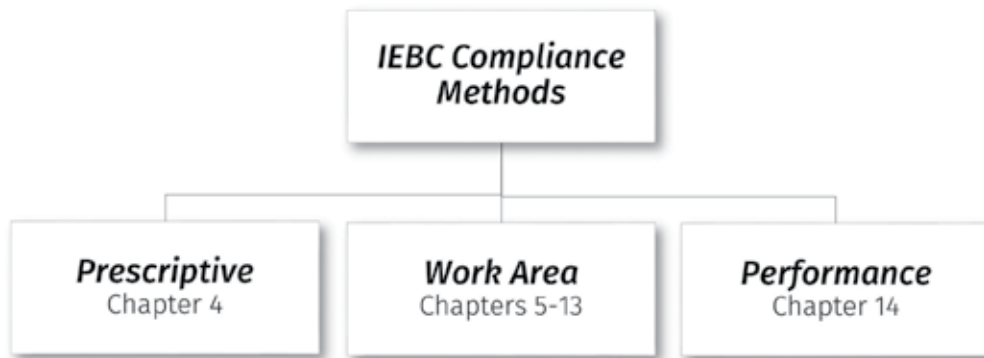 IEBC Compliance
Methods
Prescriptive
Chapter 4
Work Area
Chapters 5-13
Performance
Chapter 14